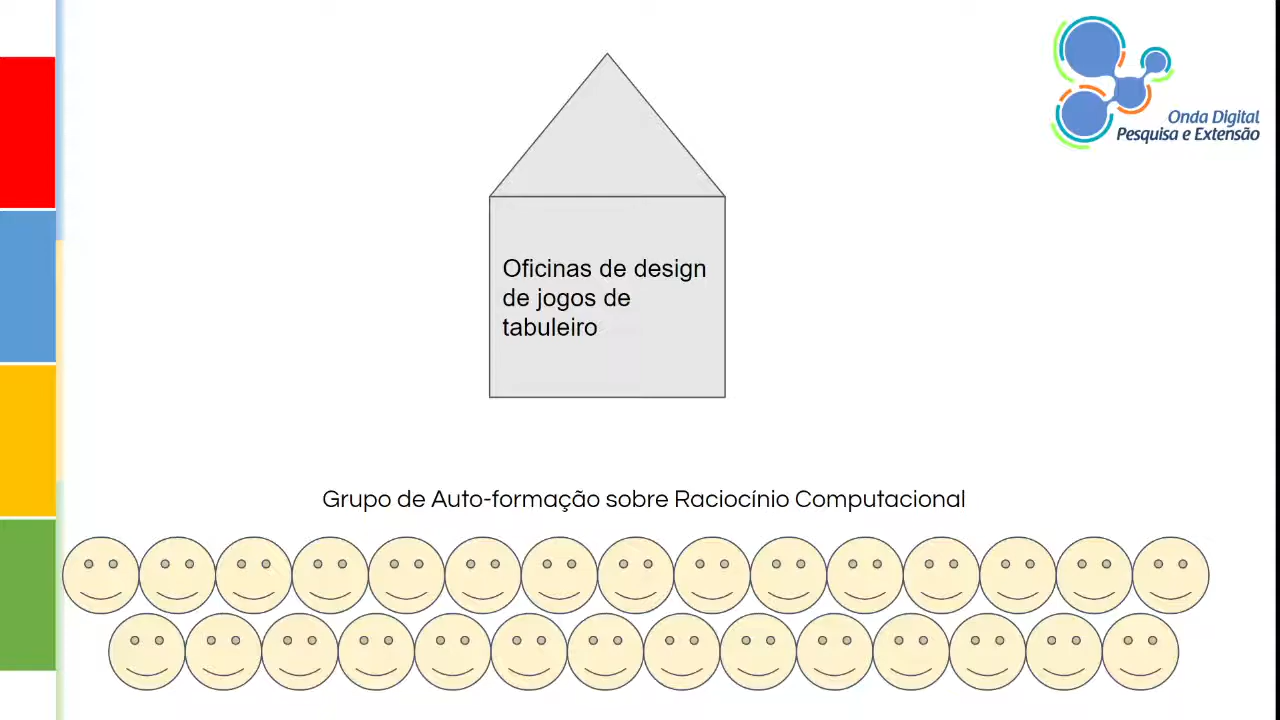 Onda Digital
Pesquisa e Extensão
Oficinas de design
de jogos de
tabuleiro
Grupo de Auto-formação sobre Raciocínio Computacional